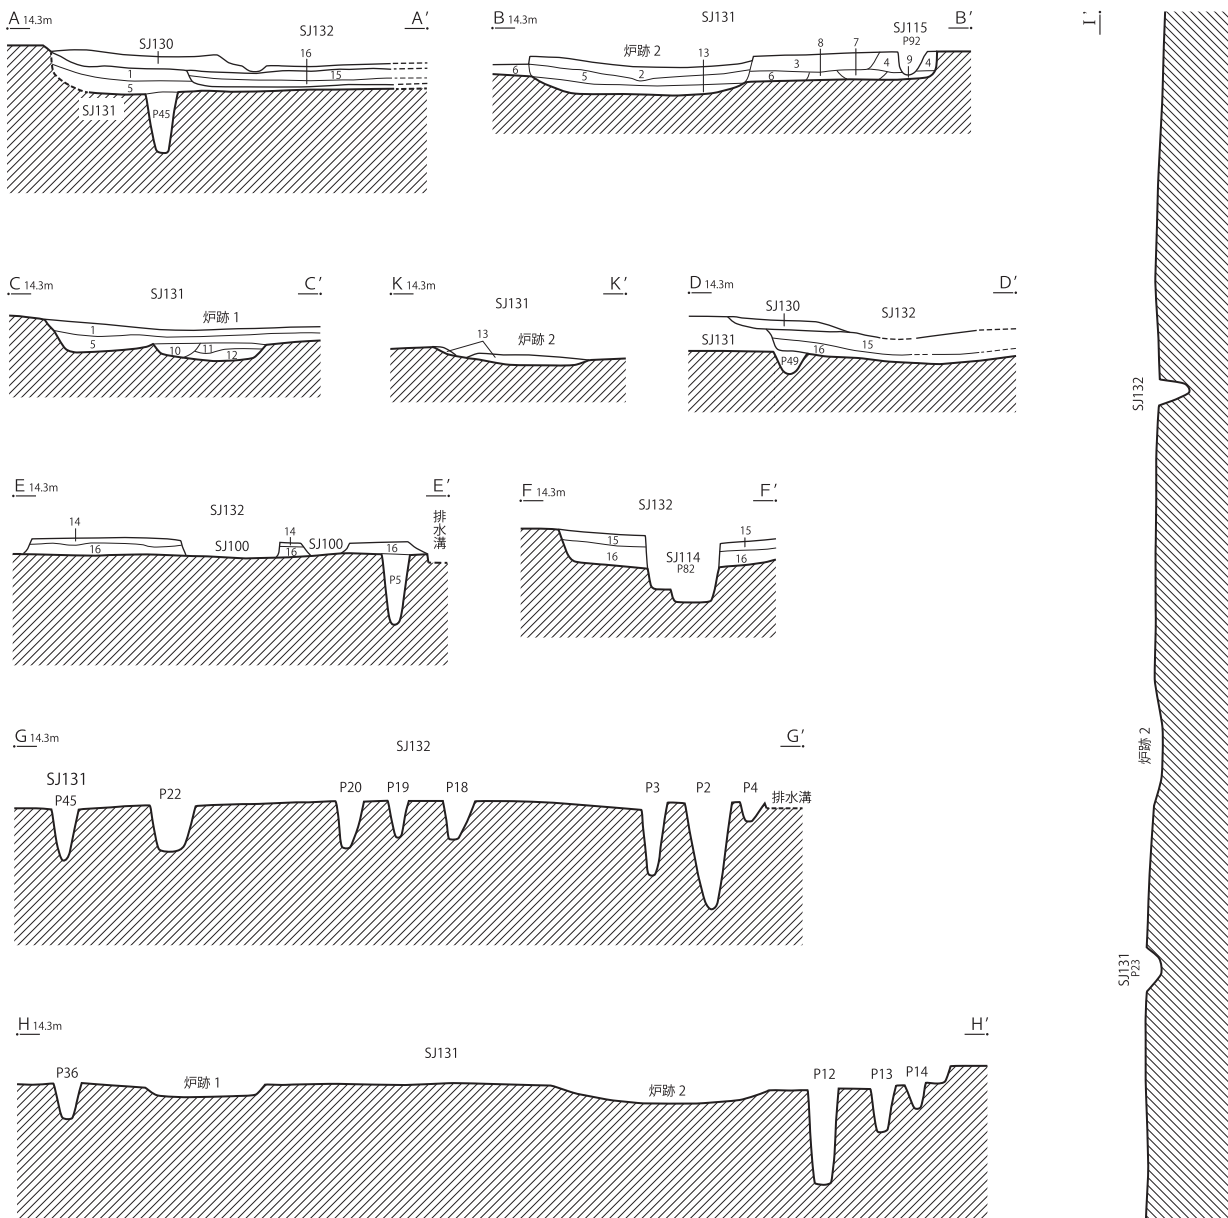 A 14.3m
A′
SJ130
SJ132
16
1
15
5
SJ131
P45
B 14.3m
SJ131
B′
SJ115
P92
炉跡 2
13
8
7
6
5
2
3
6
4
9
4
C 14.3m
C′
SJ131
炉跡 1
1
5
10
11
12
K 14.3m
K′
SJ131
13
炉跡 2
D 14.3m
D′
SJ130
SJ132
SJ131
15
16
P49
E 14.3m
E′
SJ132
排水溝
14
14
SJ100
SJ100
16
16
16
P5
F 14.3m
F′
SJ132
15
15
16
16
SJ114
P82
G 14.3m
G′
SJ132
SJ131
P45
P22
P20
P19
P18
P3
P2
P4
排水溝
H 14.3m
H′
SJ131
P36
炉跡 1
炉跡 2
P12
P13
P14
I′
SJ132
炉跡 2
SJ131
P23